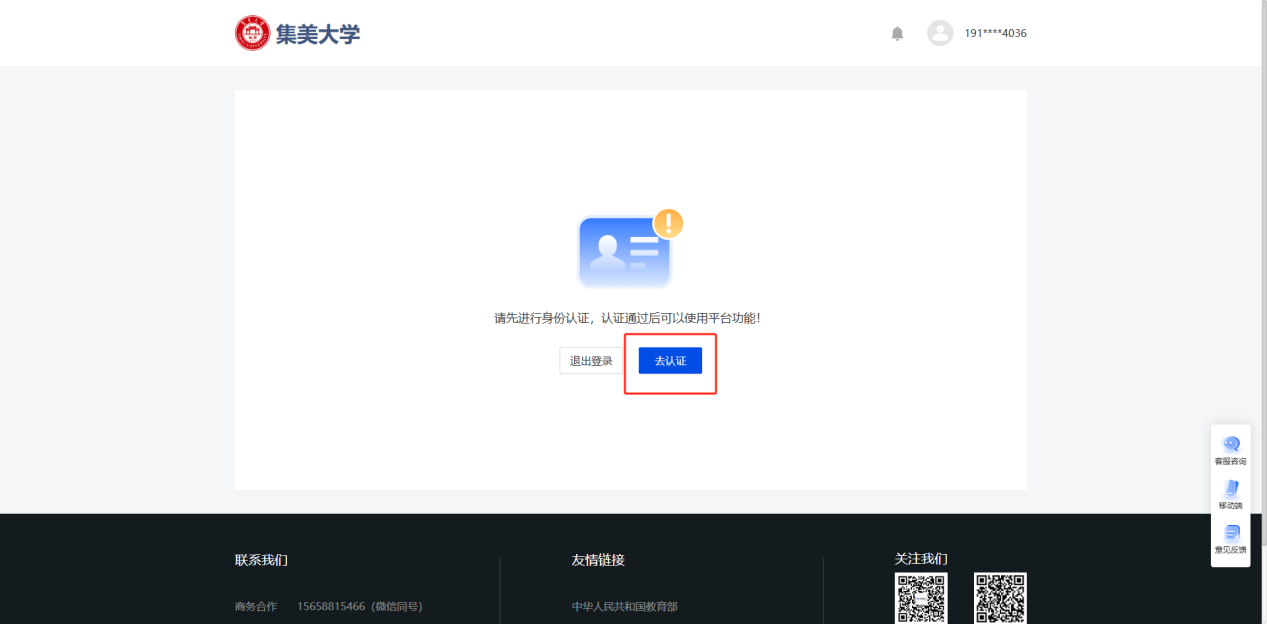 集美大学
191****4036
请先进行身份认证，认证通过后可以使用平台功能！
退出登录
去认证
客服咨询
移动端
意见反馈
联系我们
友情链接
关注我们
商务合作 15658815466（微信同号）
中华人民共和国教育部